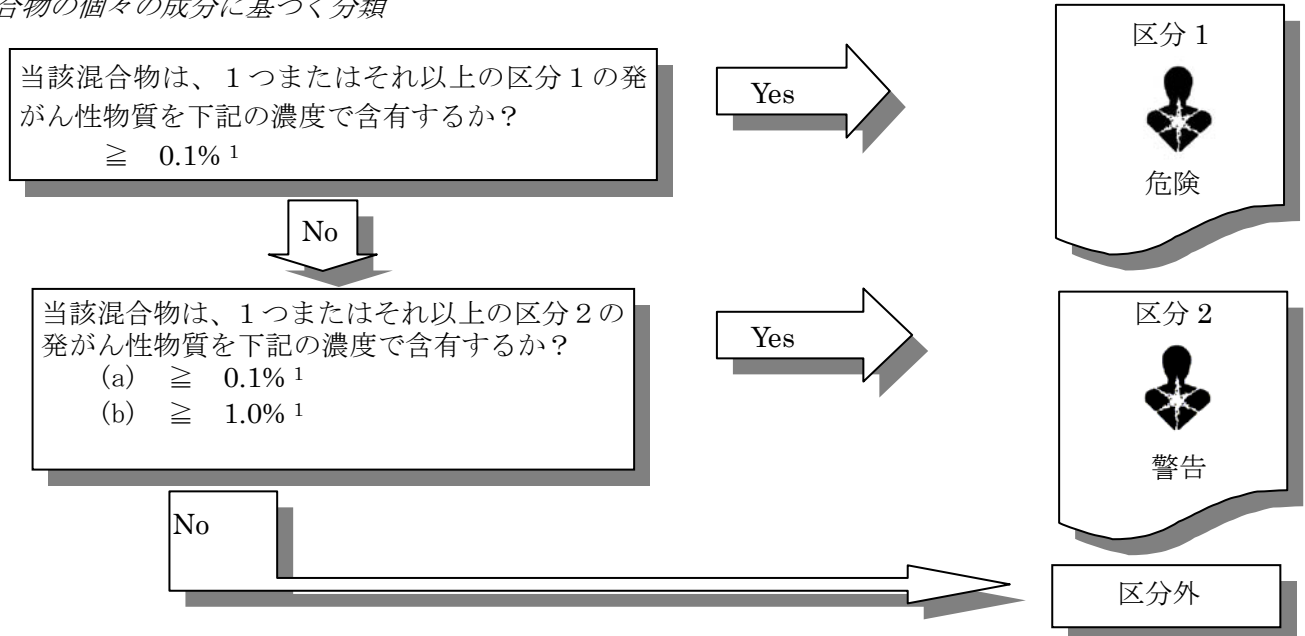 合物の個々の成分に基づく分類
当該混合物は、１つまたはそれ以上の区分１の発
がん性物質を下記の濃度で含有するか？
≧ 0.1% 1
Yes
区分 1
危険
No
当該混合物は、１つまたはそれ以上の区分２の
発がん性物質を下記の濃度で含有するか？
(a) ≧ 0.1% 1
(b) ≧ 1.0% 1
Yes
区分 2
警告
No
区分外